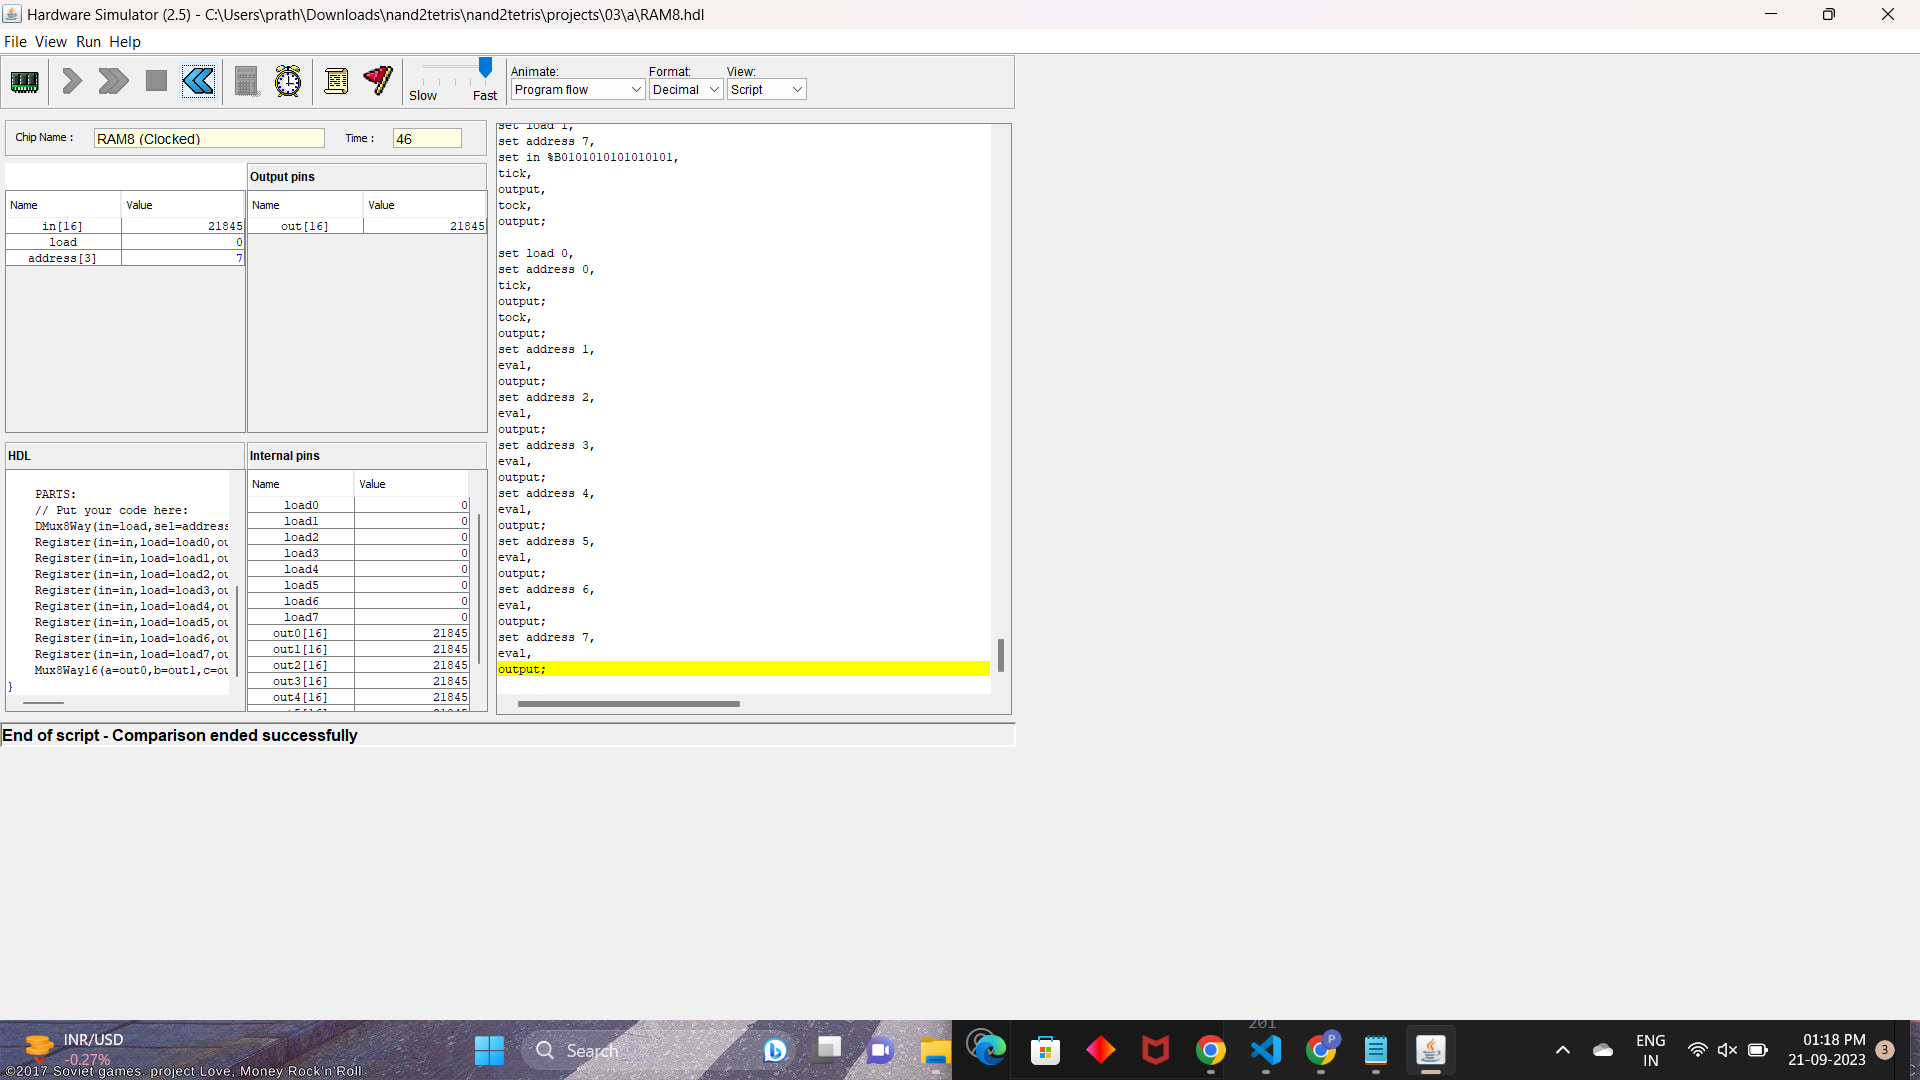 Hardware Simulator (2.5) - C:\Users\prath\Downloads\nand2tetris\nand2tetris\projects\03\a\RAM8.hdl
File View Run Help
Slow Fast
Animate: Format: View:
Program flow Decimal Script
Chip Name : RAM8 (Clocked) Time : 46
Output pins
Name Value Name Value
in[16] 21845 out[16] 21845
load 0
address[3] 7
HDL
PARTS:
// Put your code here:
DMux8Way(in=load,sel=address
Register(in=in,load=load0,ou
Register(in=in,load=load1,ou
Register(in=in,load=load2,ou
Register(in=in,load=load3,ou
Register(in=in,load=load4,ou
Register(in=in,load=load5,ou
Register(in=in,load=load6,ou
Register(in=in,load=load7,ou
Mux8Way16(a=out0,b=out1,c=ou
}
Internal pins
Name Value
load0 0
load1 0
load2 0
load3 0
load4 0
load5 0
load6 0
load7 0
out0[16] 21845
out1[16] 21845
out2[16] 21845
out3[16] 21845
out4[16] 21845
set load 1,
set address 7,
set in %B0101010101010101,
tick,
output,
tock,
output;
set load 0,
set address 0,
tick,
output;
tock,
output;
set address 1,
eval,
output;
set address 2,
eval,
output;
set address 3,
eval,
output;
set address 4,
eval,
output;
set address 5,
eval,
output;
set address 6,
eval,
output;
set address 7,
eval,
output;
End of script - Comparison ended successfully
INR/USD
-0.27%
©2017 Soviet games. project Love, Money Rock'n'Roll
Search
201
P
ENG
IN
01:18 PM
21-09-2023
3